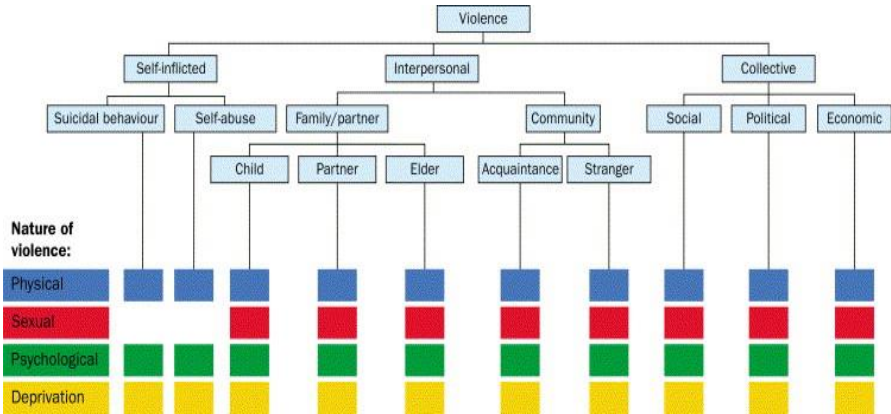 Violence
Self-inflicted
Interpersonal
Collective
Suicidal behaviour
Self-abuse
Family/partner
Community
Social
Political
Economic
Child
Partner
Elder
Acquaintance
Stranger
Nature of
violence:
Physical
Sexual
Psychological
Deprivation